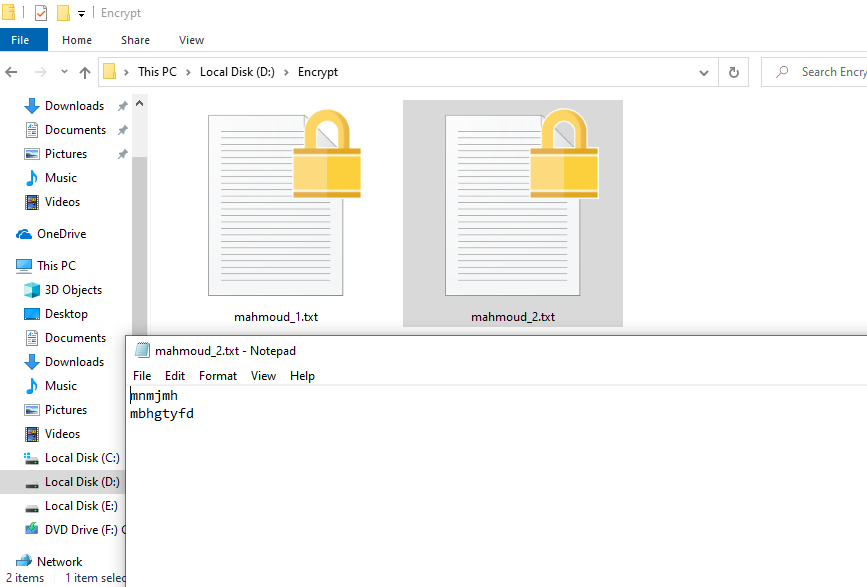 Encrypt
File Home Share View
This PC Local Disk (D:) Encrypt
Search
Downloads
Documents
Pictures
Music
Videos
OneDrive
This PC
3D Objects
Desktop
Documents
Downloads
Music
Pictures
Videos
Local Disk (C:)
Local Disk (D:)
Local Disk (E:)
DVD Drive (F:)
Network
2 items 1 item
mahmoud_1.txt
mahmoud_2.txt
mahmoud_2.txt - Notepad
File Edit Format View Help
mnmjmh
mbhgtyfd